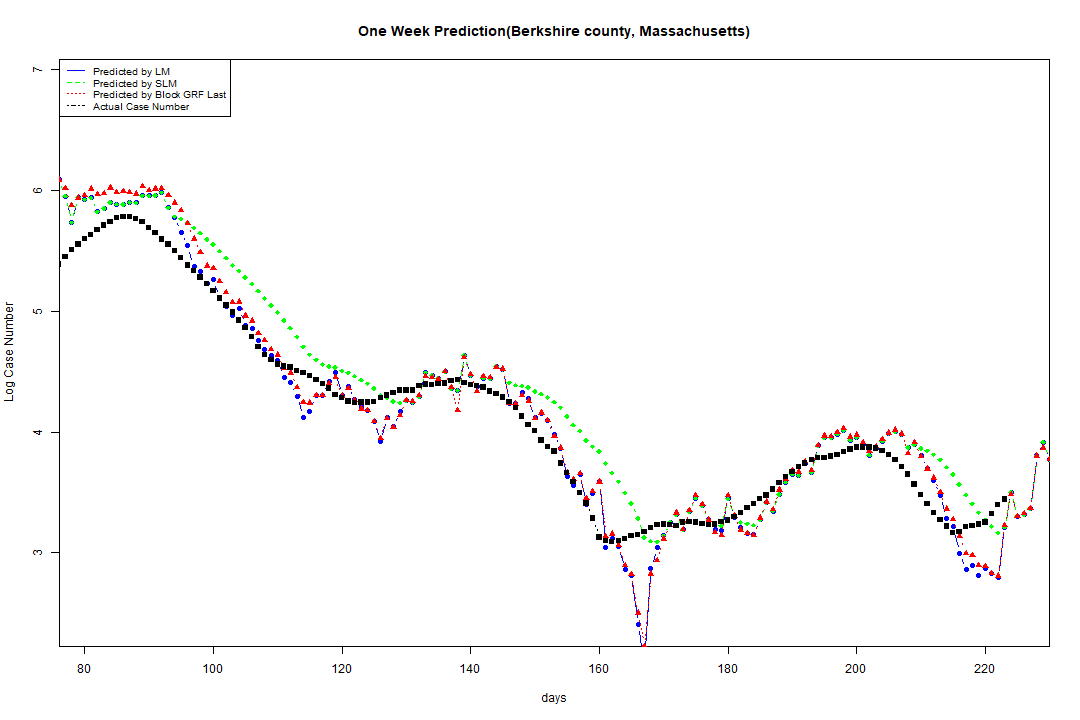 One Week Prediction(Berkshire county, Massachusetts)
Predicted by LM
Predicted by SLM
Predicted by Block GRF Last
Actual Case Number
7
6
5
4
3
Log Case Number
80 100 120 140 160 180 200 220
days